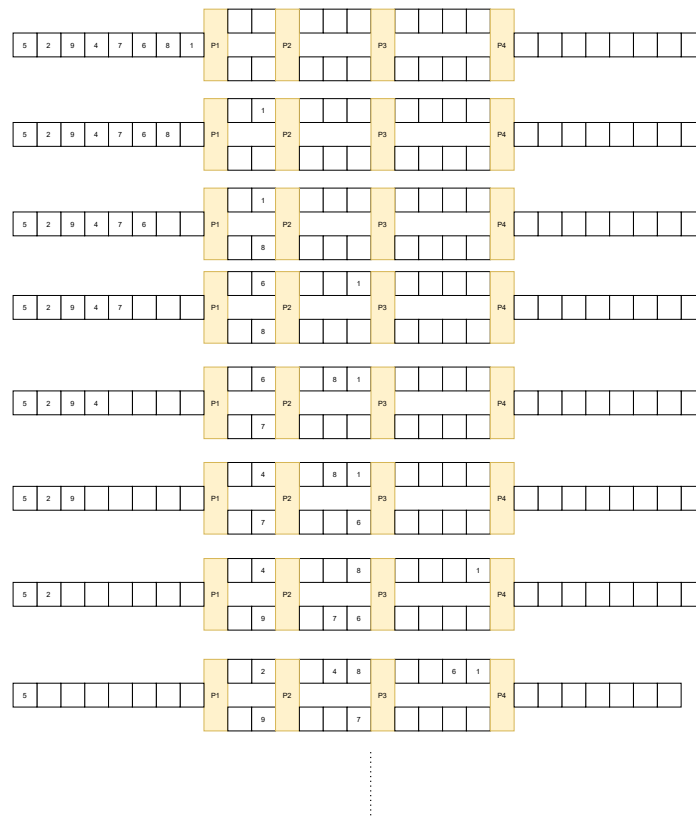 1
5 2 9 4 7 6 8 1 P1 P2 P3 P4
1
5 2 9 4 7 6 8 P1 P2 P3 P4
1
5 2 9 4 7 6 P1 P2 P3 P4
8
6 1
5 2 9 4 7 P1 P2 P3 P4
8
6 8 1
5 2 9 4 P1 P2 P3 P4
7
4 8 1
5 2 9 P1 P2 P3 P4
7 6
4 8 1
5 2 P1 P2 P3 P4
9 7 6
2 4 8 6 1
5 P1 P2 P3 P4
9 7